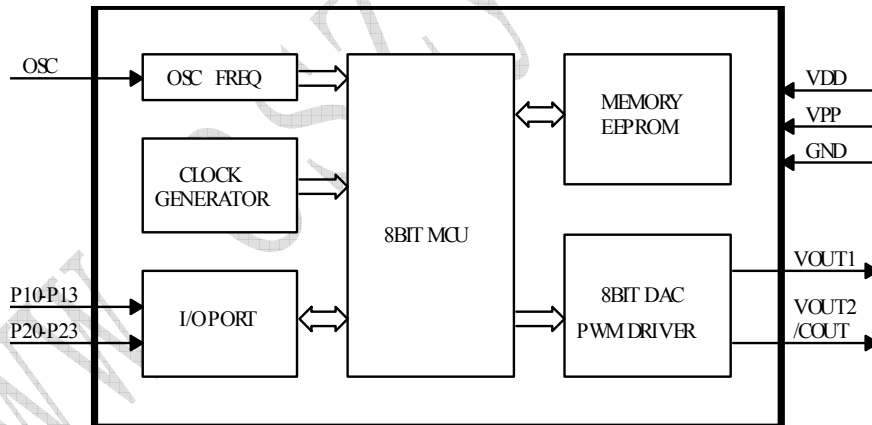 OSC
OSC FREQ
CLOCK
GENERATOR
P10-P13
P20-P23
I/O PORT
8BIT MCU
MEMORY
EEPROM
8BIT DAC
PWM DRIVER
VDD
VPP
GND
VOUT1
VOUT2
/COUT